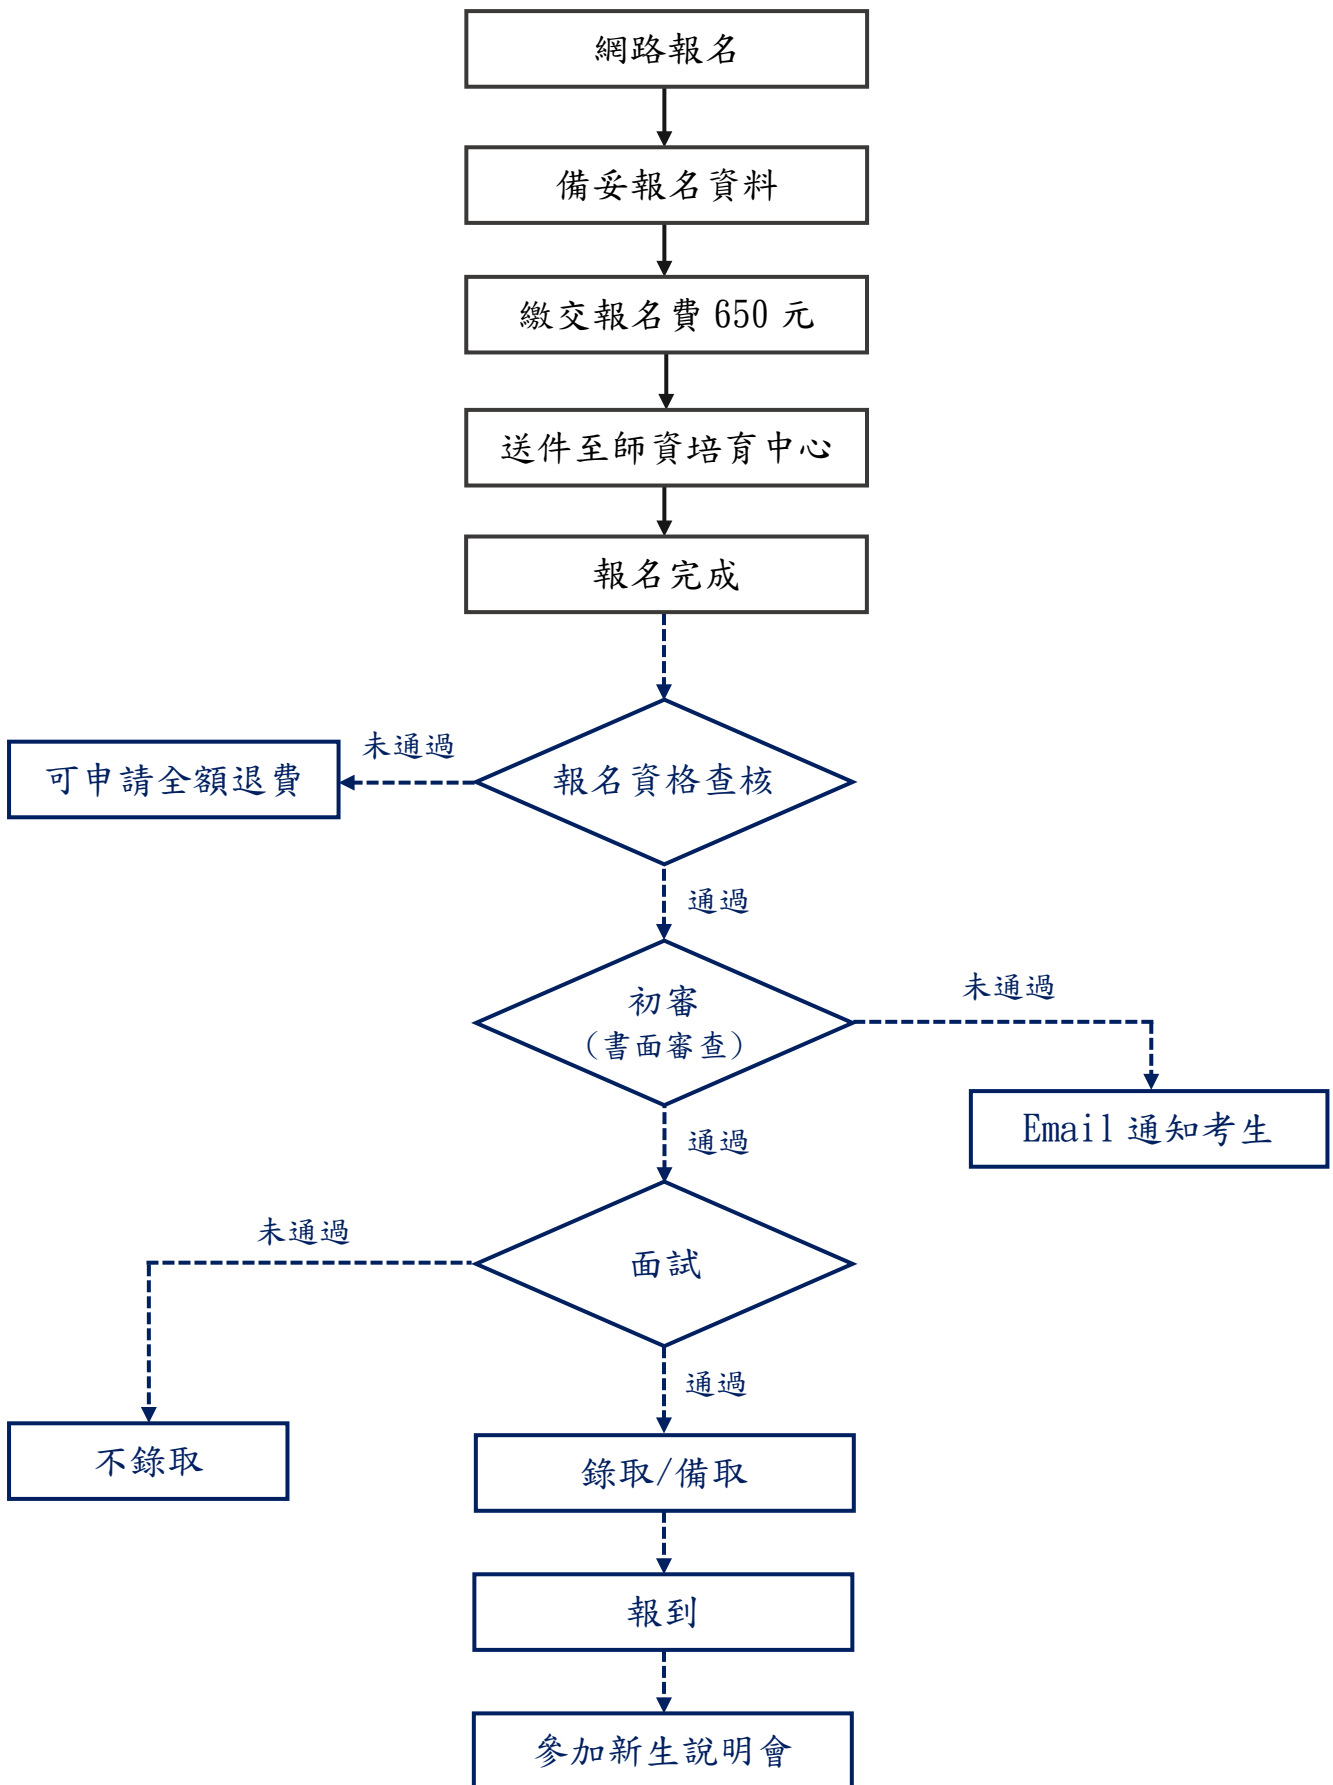 網路報名
備妥報名資料
繳交報名費 650 元
送件至師資培育中心
報名完成
未通過
可申請全額退費
報名資格查核
通過
未通過
初審
(書面審查)
Email 通知考生
通過
未通過
面試
通過
不錄取
錄取/備取
報到
參加新生說明會